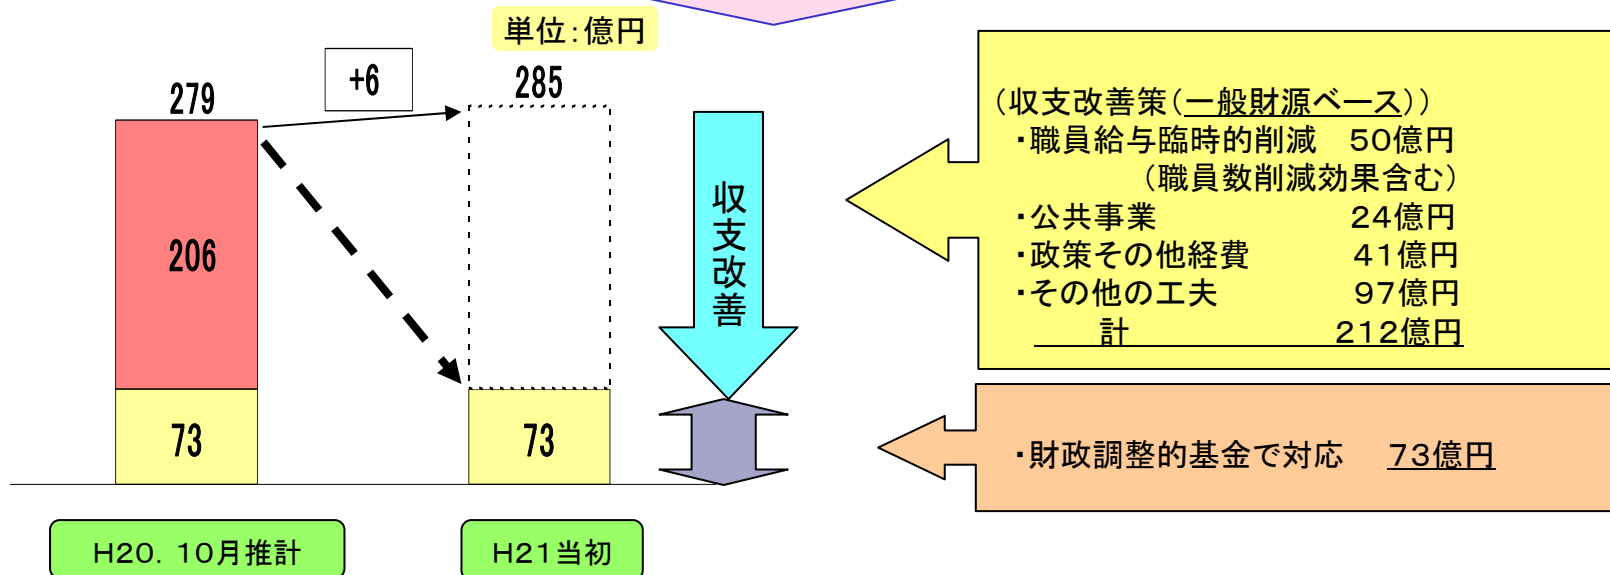 単位：億円
279
+6
285
206
73
73
収支改善
（収支改善策（一般財源ベース））
・職員給与臨時的削減　50億円
（職員数削減効果含む）
・公共事業　24億円
・政策その他経費　41億円
・その他の工夫　97億円
計　212億円
・財政調整的基金で対応　73億円
H20．10月推計
H21当初